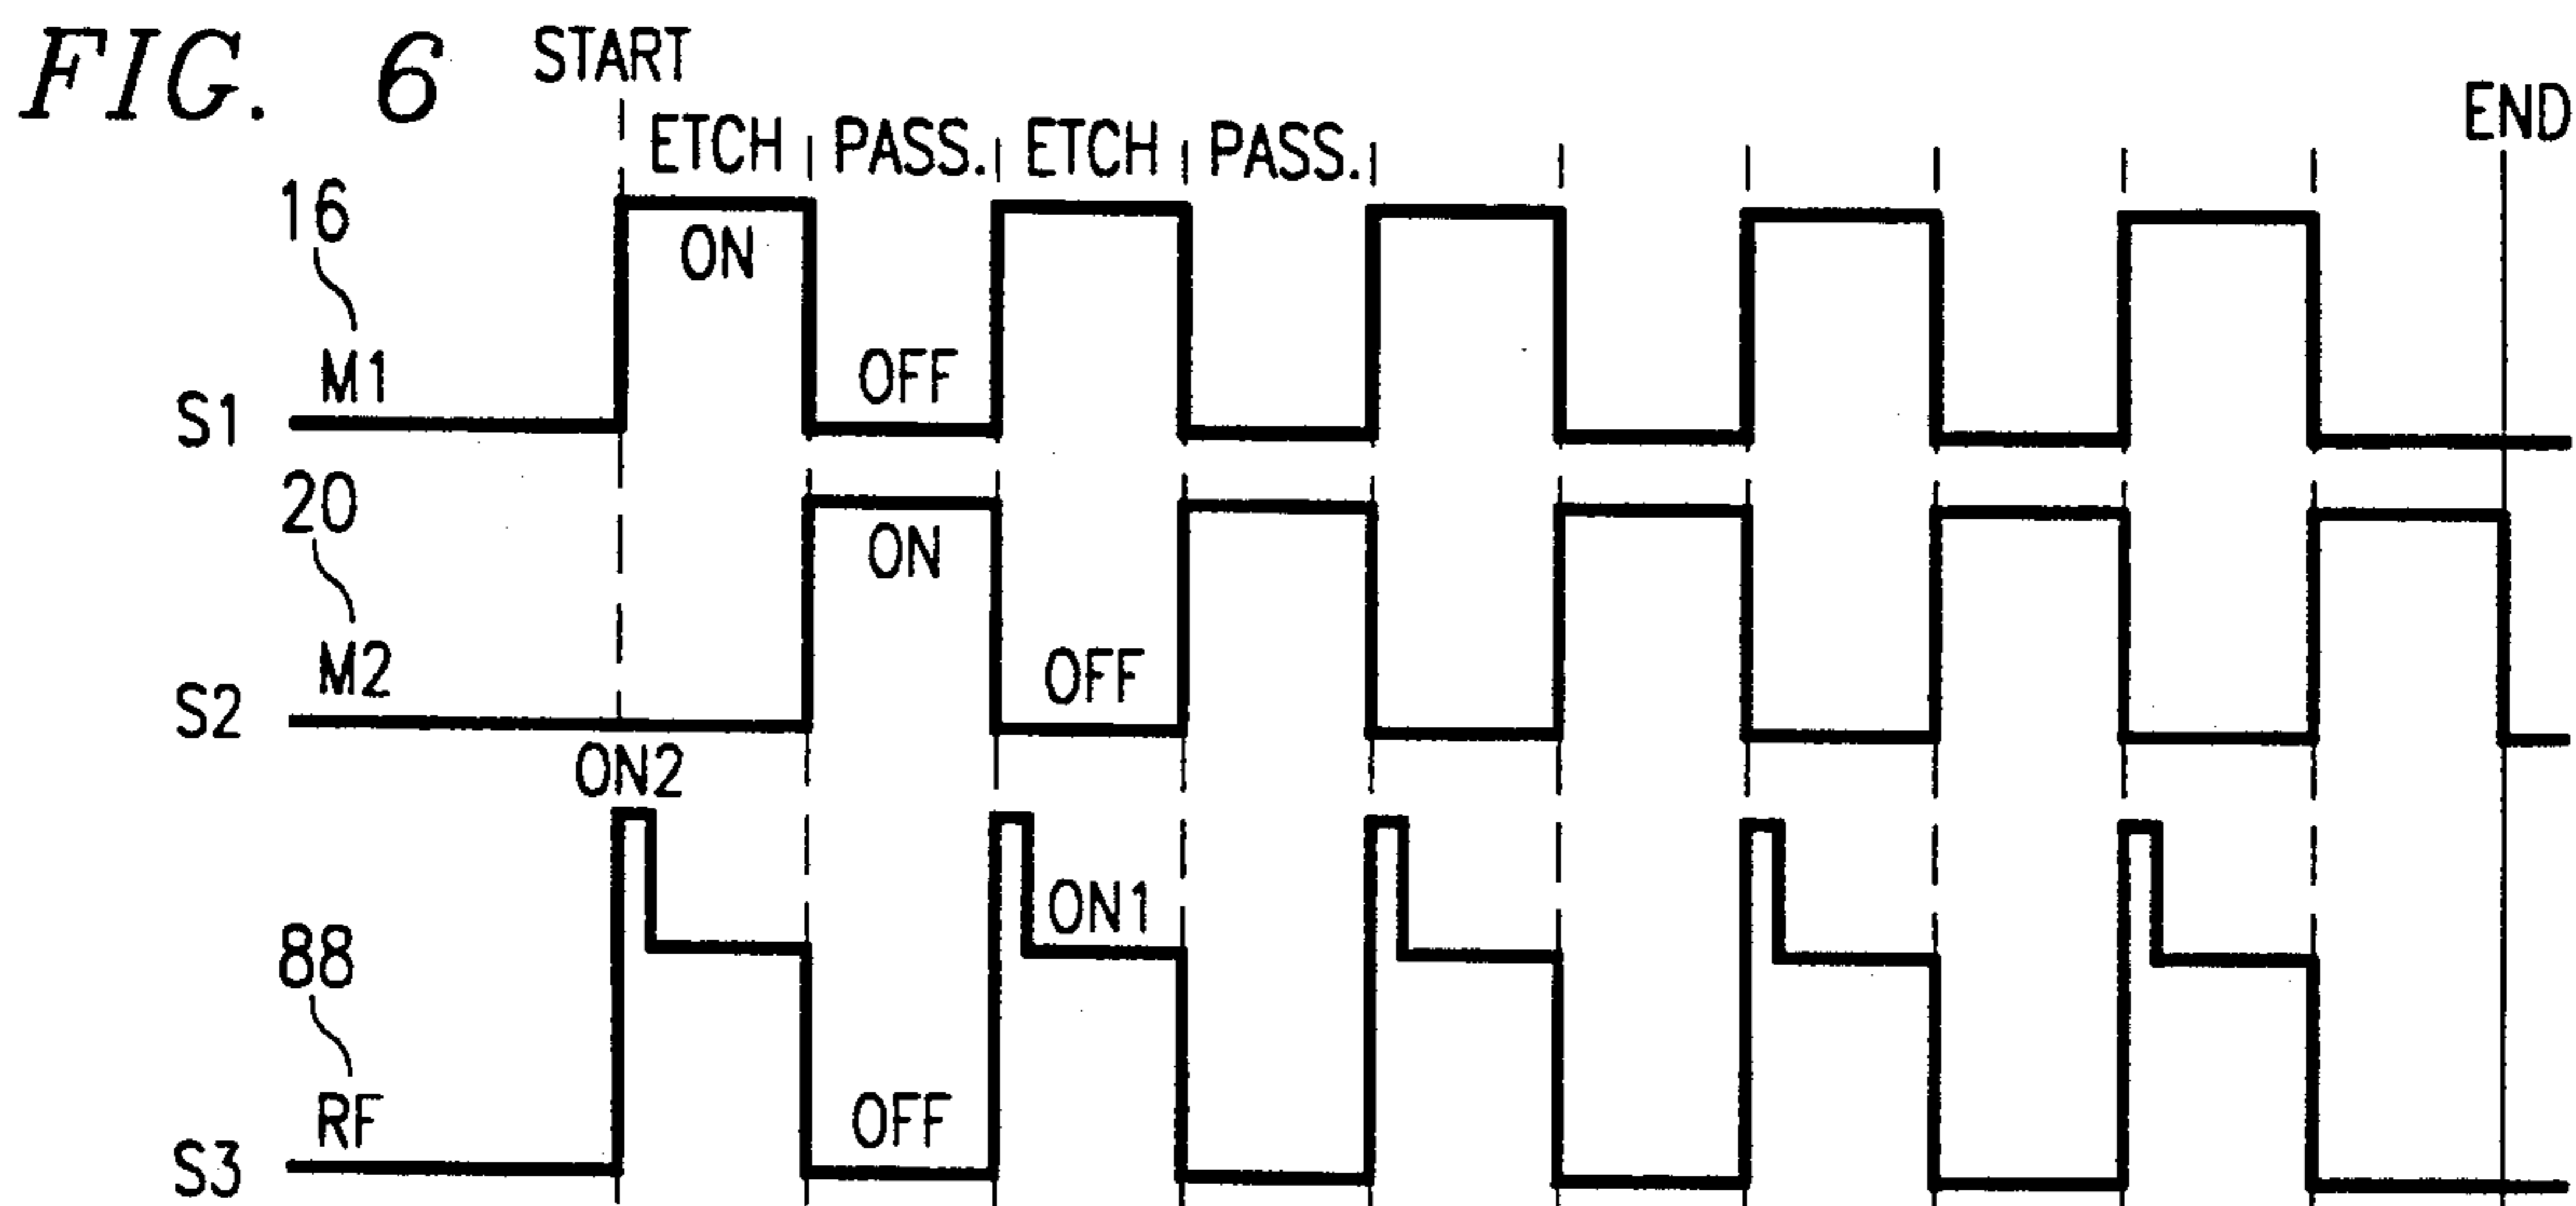 FIG. 6
START
END
ETCH PASS. ETCH PASS.
16
ON
M1
OFF
S1
20
ON
M2
OFF
S2
ON2
ON1
88
RF
OFF
S3